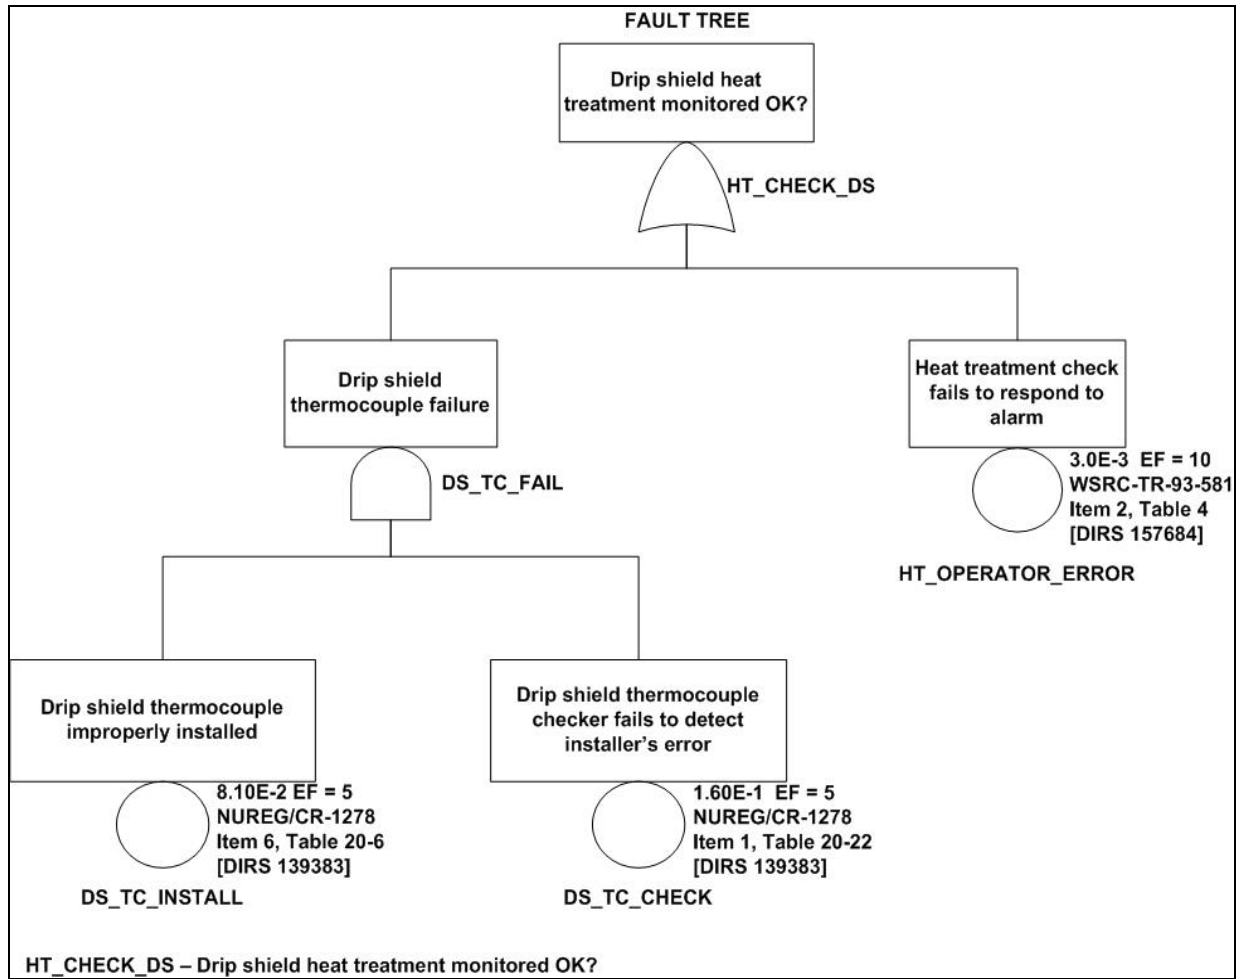 FAULT TREE
Drip shield heat
treatment monitored OK?
HT_CHECK_DS
Drip shield
thermocouple failure
DS_TC_FAIL
Heat treatment check
fails to respond to
alarm
3.0E-3 EF = 10
WSRC-TR-93-581
Item 2, Table 4
[DIRS 157684]
HT_OPERATOR_ERROR
Drip shield thermocouple
improperly installed
8.10E-2 EF = 5
NUREG/CR-1278
Item 6, Table 20-6
[DIRS 139383]
DS_TC_INSTALL
Drip shield thermocouple
checker fails to detect
installer's error
1.60E-1 EF = 5
NUREG/CR-1278
Item 1, Table 20-22
[DIRS 139383]
DS_TC_CHECK
HT_CHECK_DS – Drip shield heat treatment monitored OK?